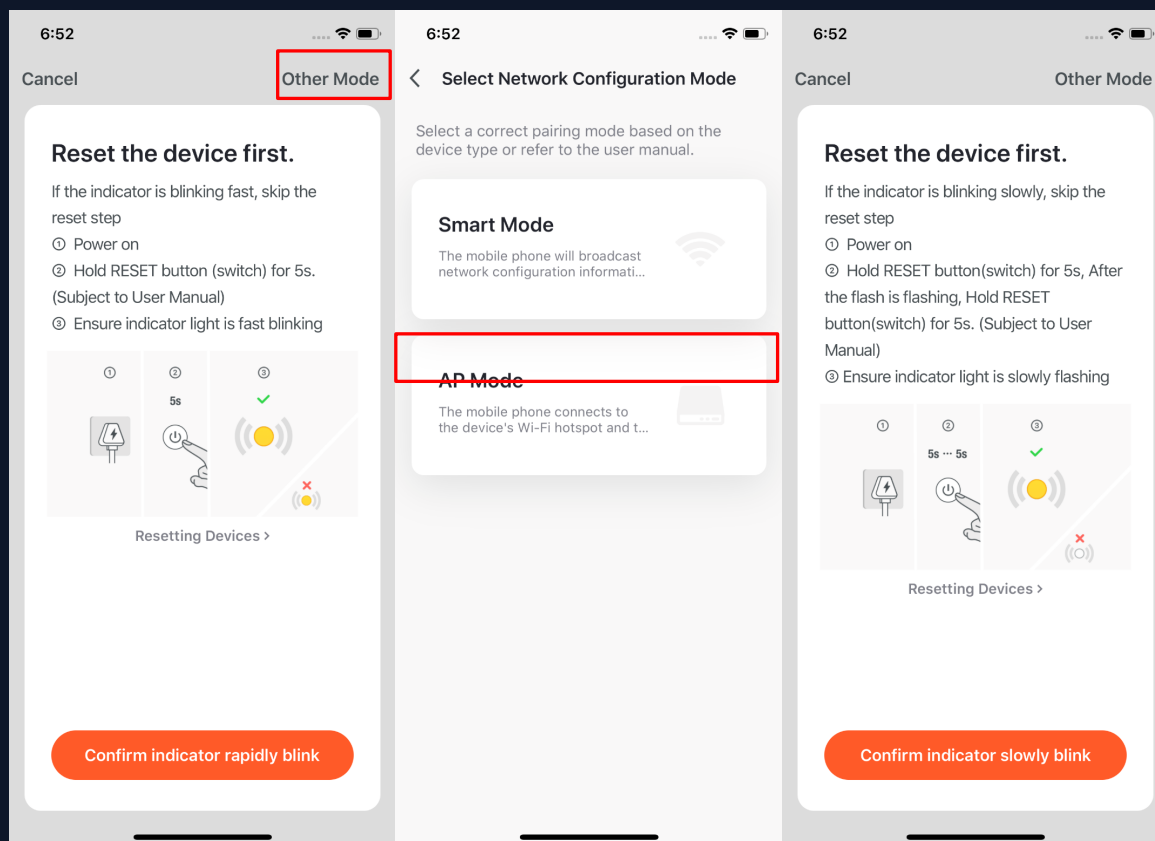 6:52
Cancel
Other Mode
Reset the device first.
If the indicator is blinking fast, skip the
reset step
① Power on
② Hold RESET button (switch) for 5s.
(Subject to User Manual)
③ Ensure indicator light is fast blinking
① ② ③
5s
Resetting Devices >
Confirm indicator rapidly blink
6:52
Select Network Configuration Mode
Select a correct pairing mode based on the
device type or refer to the user manual.
Smart Mode
The mobile phone will broadcast
network configuration informati...
AP Mode
The mobile phone connects to
the device's Wi-Fi hotspot and t...
6:52
Cancel
Other Mode
Reset the device first.
If the indicator is blinking slowly, skip the
reset step
① Power on
② Hold RESET button(switch) for 5s, After
the flash is flashing, Hold RESET
button(switch) for 5s. (Subject to User
Manual)
③ Ensure indicator light is slowly flashing
① ② ③
5s ··· 5s
Resetting Devices >
Confirm indicator slowly blink